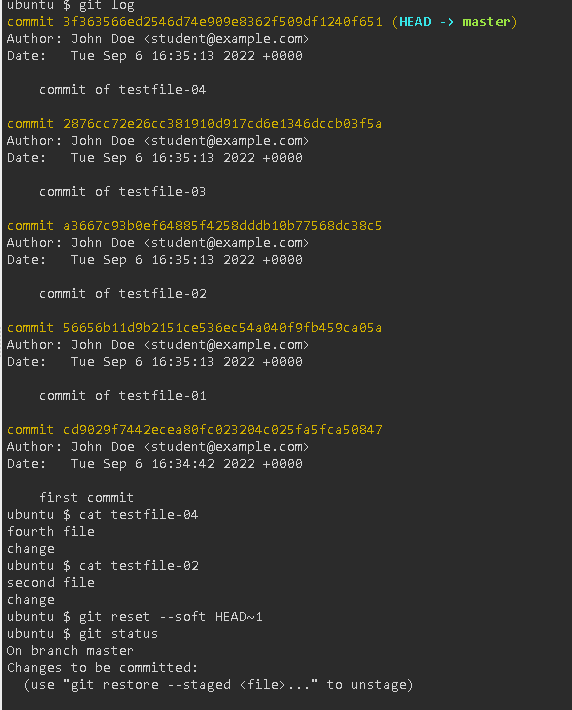 ubuntu $ git log
commit 3f363566ed2546d74e909e8362f509df1240f651 (HEAD -> master)
Author: John Doe <student@example.com>
Date:   Tue Sep 6 16:35:13 2022 +0000
    commit of testfile-04
commit 2876cc72e26cc381910d917cd6e1346dccb03f5a
Author: John Doe <student@example.com>
Date:   Tue Sep 6 16:35:13 2022 +0000
    commit of testfile-03
commit a3667c93b0ef64885f4258dddb10b77568dc38c5
Author: John Doe <student@example.com>
Date:   Tue Sep 6 16:35:13 2022 +0000
    commit of testfile-02
commit 56656b11d9b2151ce536ec54a040f9fb459ca05a
Author: John Doe <student@example.com>
Date:   Tue Sep 6 16:35:13 2022 +0000
    commit of testfile-01
commit cd9029f7442ecea80fc023204c025fa5fca50847
Author: John Doe <student@example.com>
Date:   Tue Sep 6 16:34:42 2022 +0000
    first commit
ubuntu $ cat testfile-04
fourth file
change
ubuntu $ cat testfile-02
second file
change
ubuntu $ git reset --soft HEAD~1
ubuntu $ git status
On branch master
Changes to be committed:
  (use "git restore --staged <file>..." to unstage)